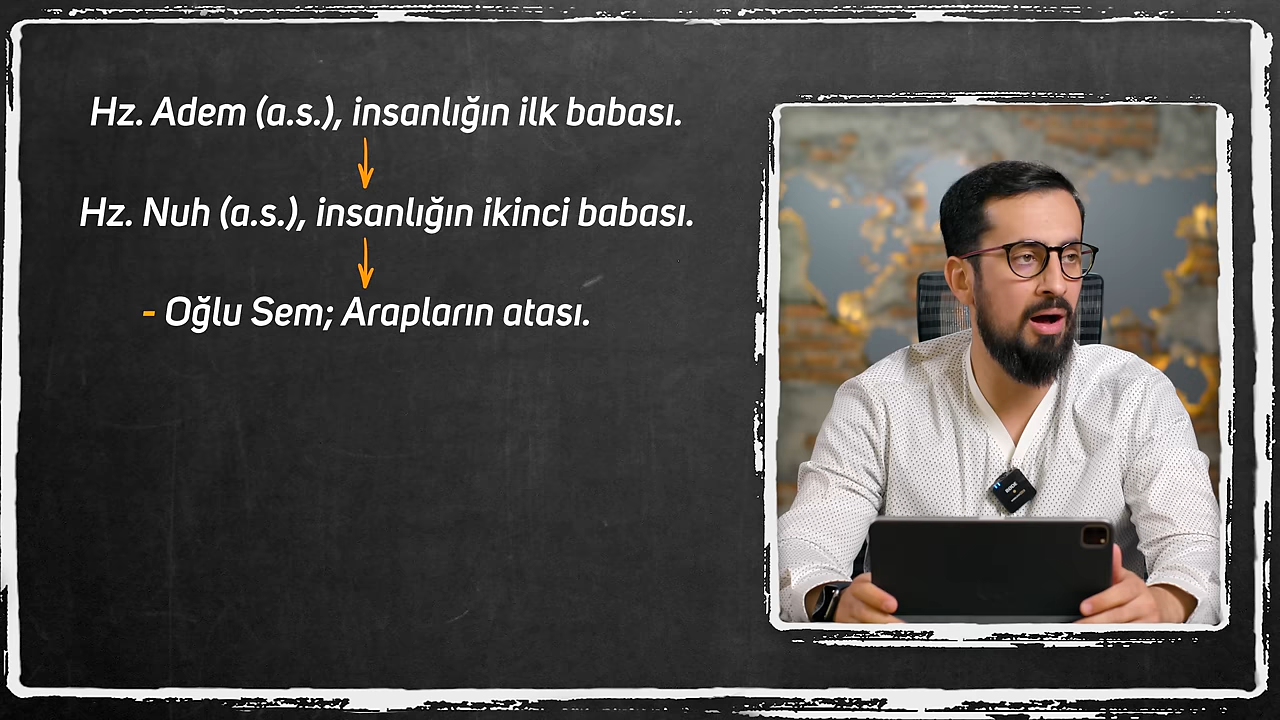 Hz. Adem (a.s.), insanlığın ilk babası.
Hz. Nuh (a.s.), insanlığın ikinci babası.
- Oğlu Sem; Arapların atası.